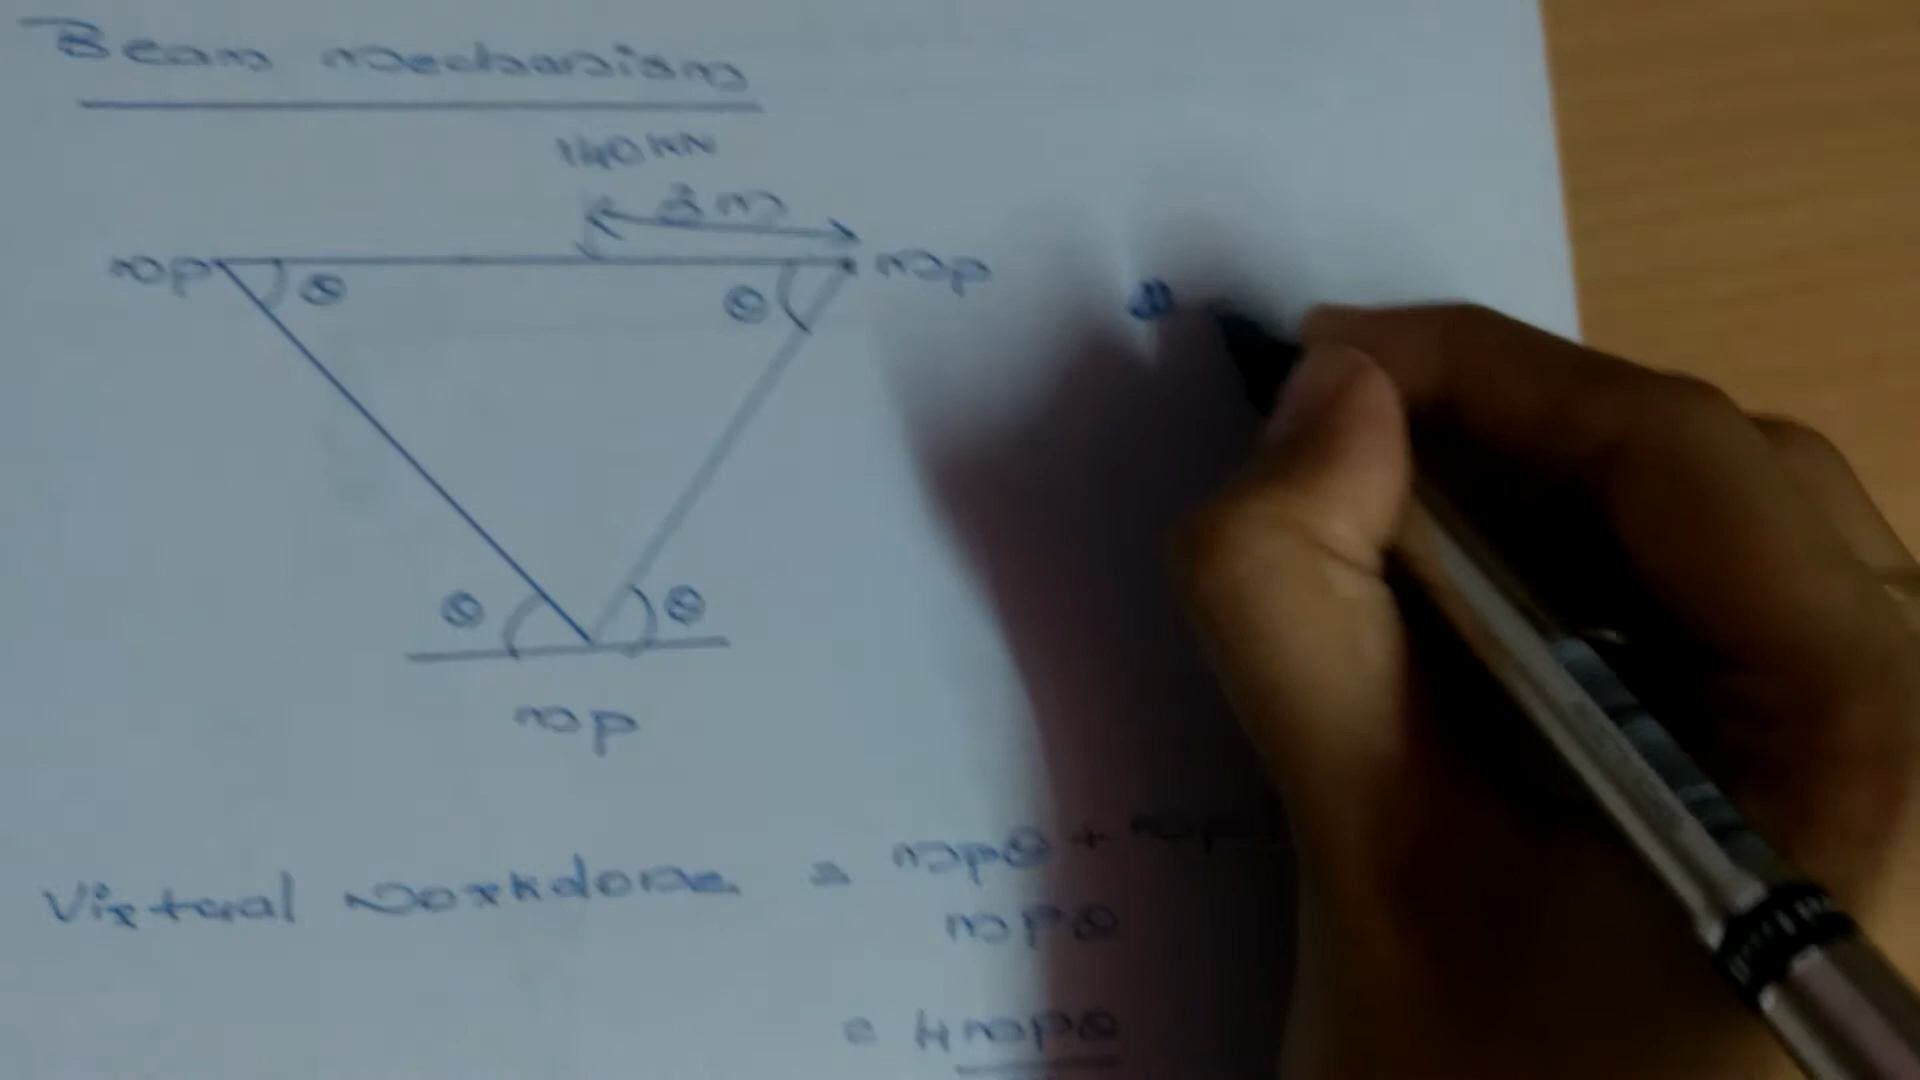 Beam mechanism
140 KN
3 m
mp θ θ mp
θ θ
mp
Virtual workdone = mpθ +
mpθ
= 4mpθ